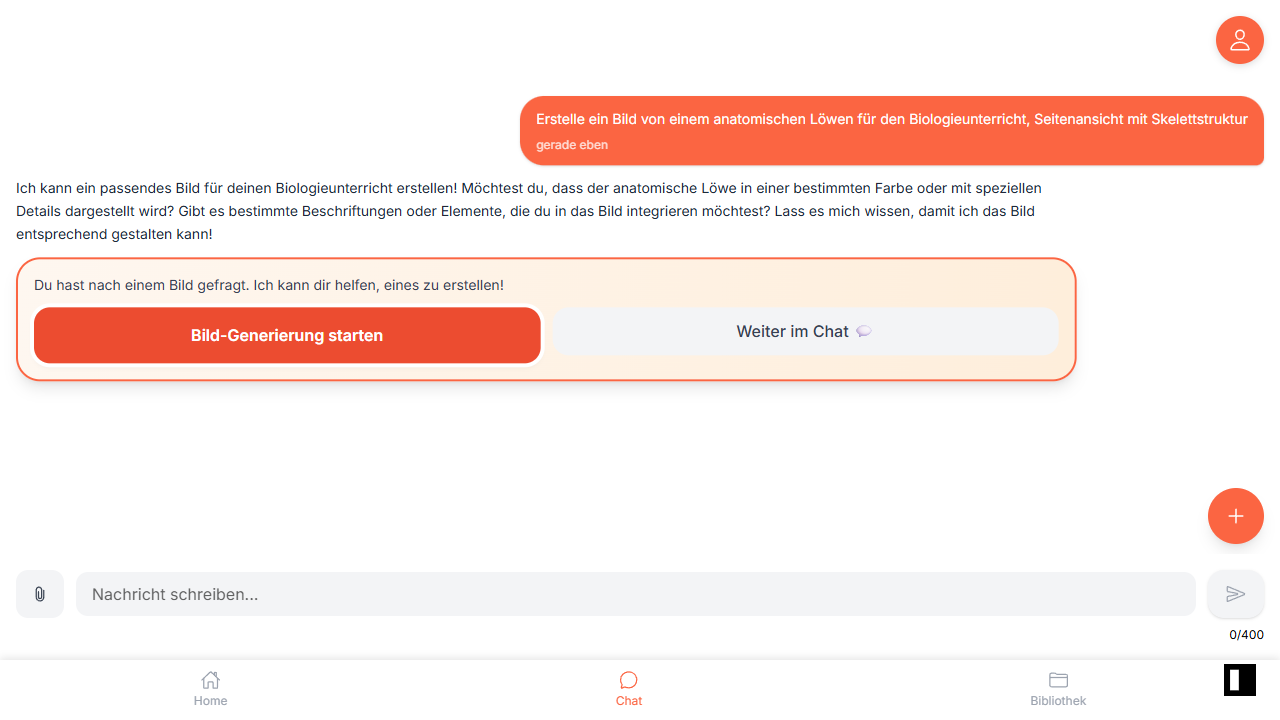 Erstelle ein Bild von einem anatomischen Löwen für den Biologieunterricht, Seitenansicht mit Skelettstruktur
gerade eben
Ich kann ein passendes Bild für deinen Biologieunterricht erstellen! Möchtest du, dass der anatomische Löwe in einer bestimmten Farbe oder mit speziellen
Details dargestellt wird? Gibt es bestimmte Beschriftungen oder Elemente, die du in das Bild integrieren möchtest? Lass es mich wissen, damit ich das Bild
entsprechend gestalten kann!
Du hast nach einem Bild gefragt. Ich kann dir helfen, eines zu erstellen!
Bild-Generierung starten
Weiter im Chat 💬
Nachricht schreiben...
0/400
Home
Chat
Bibliothek